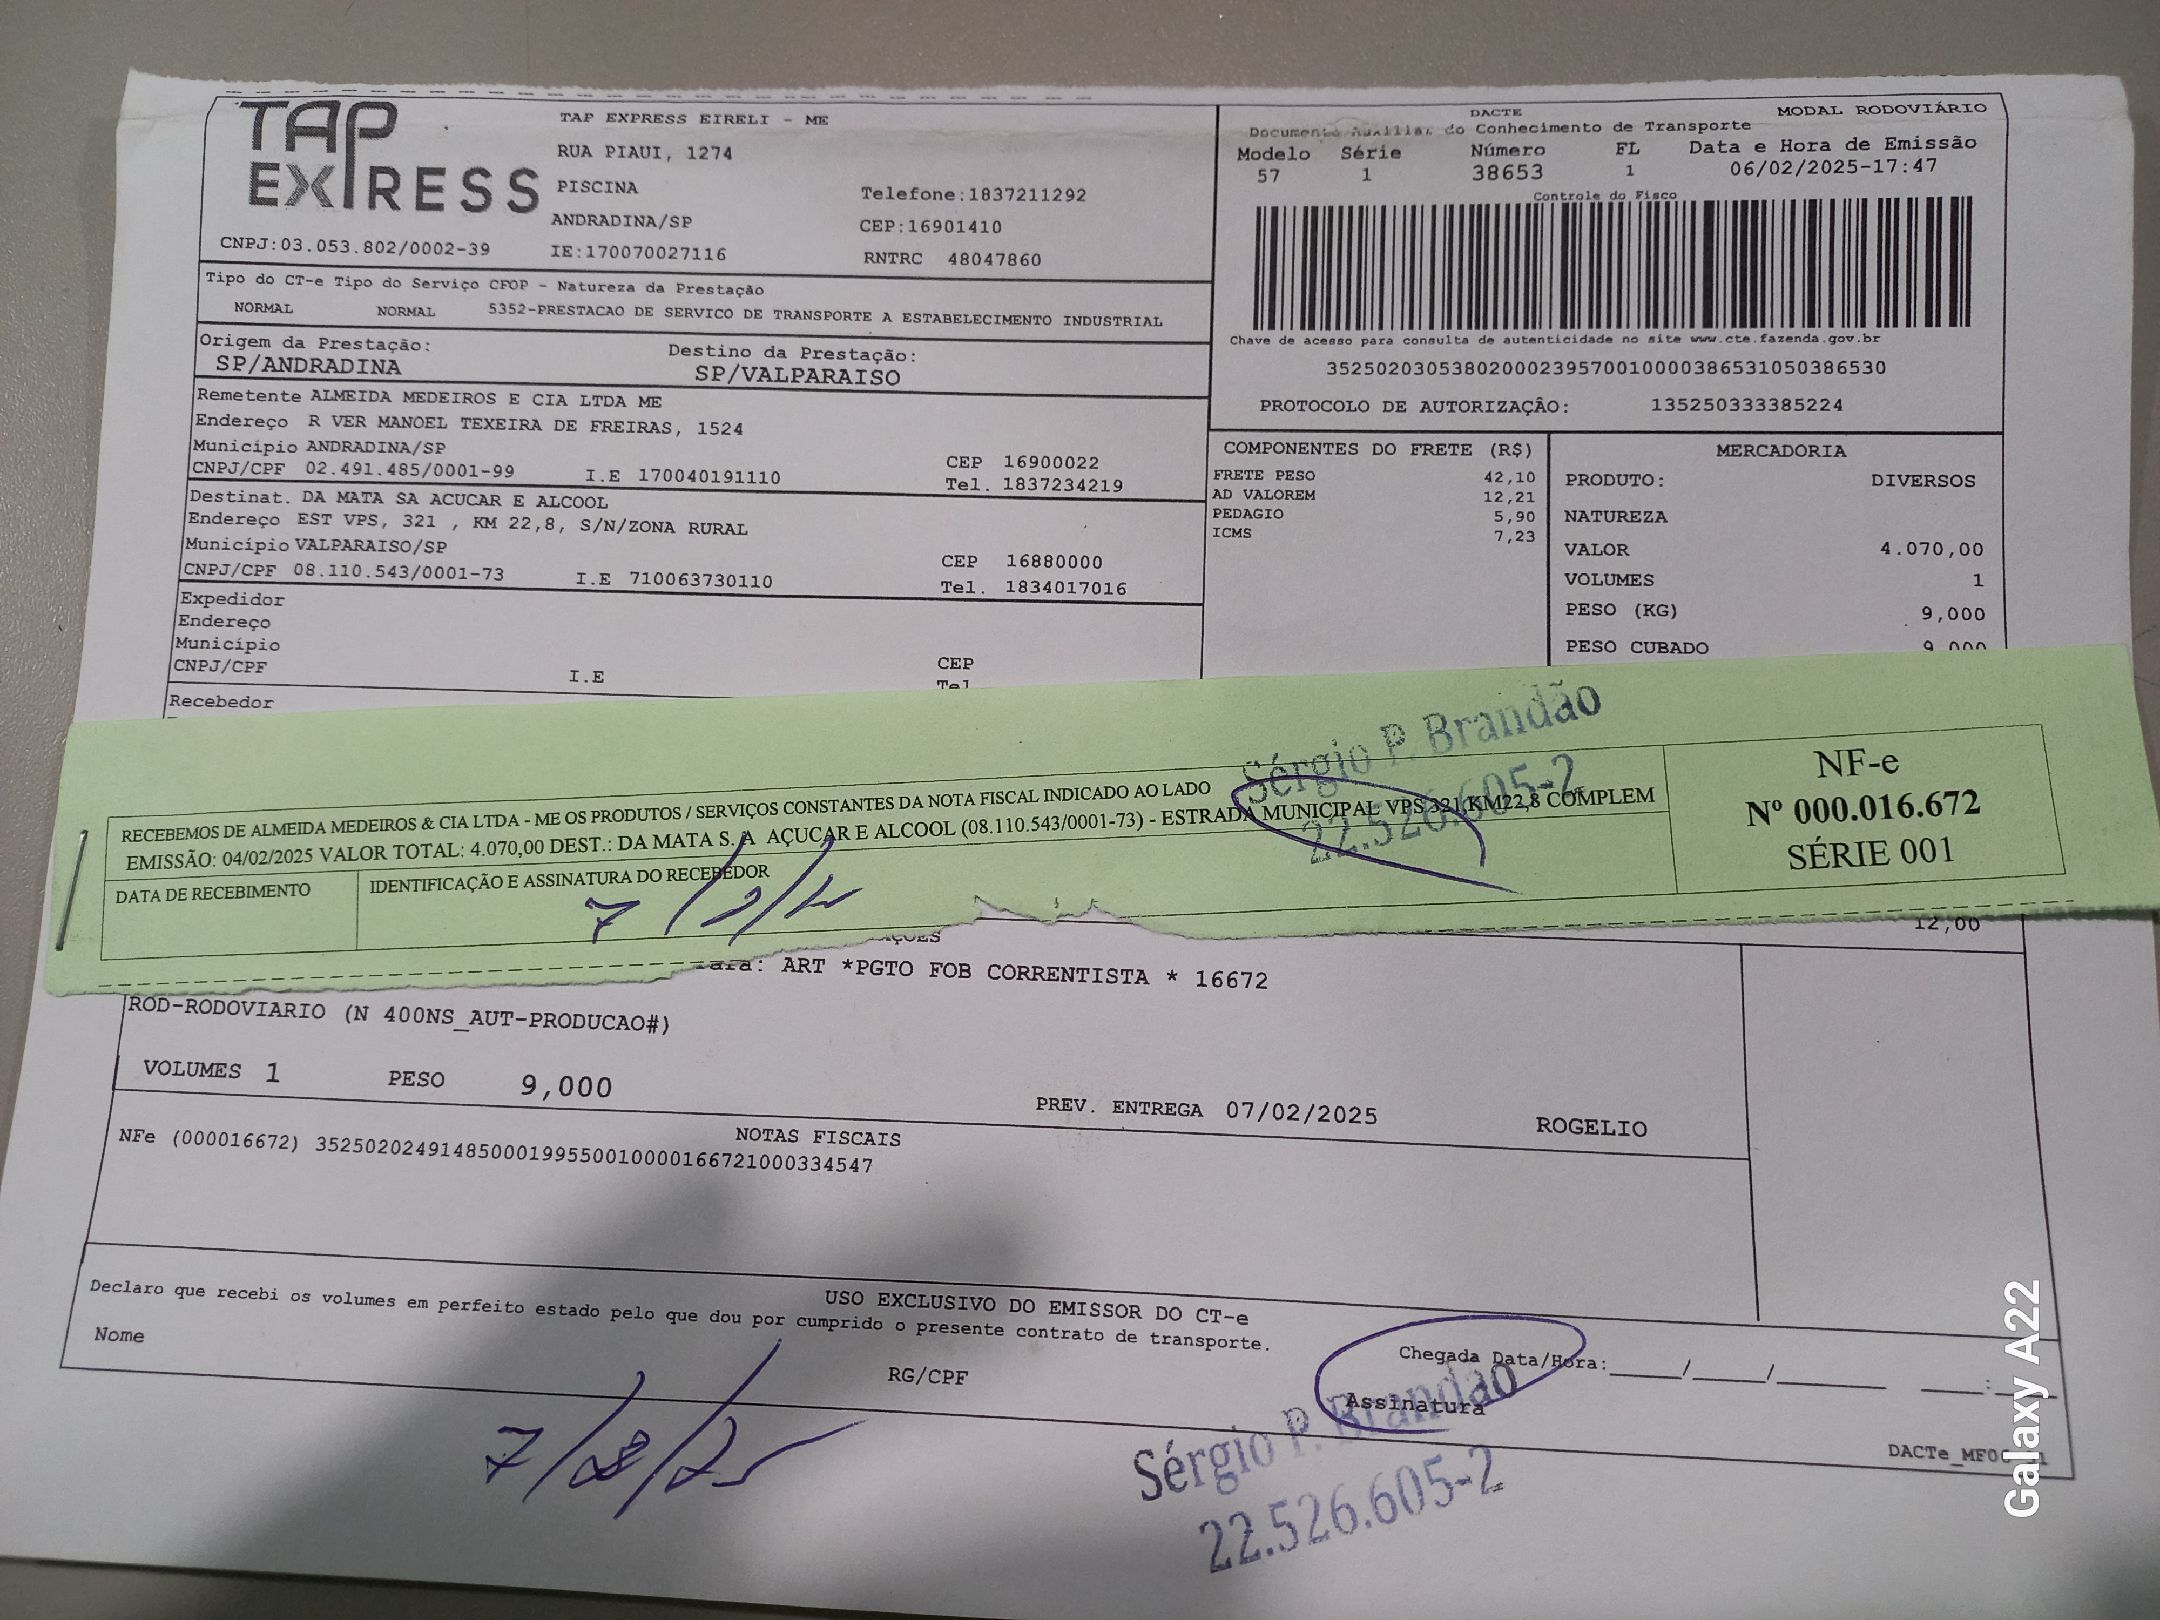 TAP
EXPRESS
TAP EXPRESS EIRELI - ME
RUA PIAUI, 1274
PISCINA
Telefone:1837211292
ANDRADINA/SP
CEP:16901410
CNPJ:03.053.802/0002-39
IE:170070027116
RNTRC 48047860
DACTE
MODAL RODOVIÁRIO
Documento Auxiliar do Conhecimento de Transporte
Modelo Série Número FL Data e Hora de Emissão
57 1 38653 1 06/02/2025-17:47
Controle do Fisco
Chave de acesso para consulta de autenticidade no site www.cte.fazenda.gov.br
35250203053802000239570010000386531050386530
PROTOCOLO DE AUTORIZAÇÃO: 135250333385224
Tipo do CT-e Tipo do Serviço CFOP - Natureza da Prestação
NORMAL NORMAL 5352-PRESTACAO DE SERVICO DE TRANSPORTE A ESTABELECIMENTO INDUSTRIAL
Origem da Prestação: Destino da Prestação:
SP/ANDRADINA SP/VALPARAISO
Remetente ALMEIDA MEDEIROS E CIA LTDA ME
Endereço R VER MANOEL TEXEIRA DE FREIRAS, 1524
Município ANDRADINA/SP CEP 16900022
CNPJ/CPF 02.491.485/0001-99 I.E 170040191110 Tel. 1837234219
Destinat. DA MATA SA ACUCAR E ALCOOL
Endereço EST VPS, 321 , KM 22,8, S/N/ZONA RURAL
Município VALPARAISO/SP CEP 16880000
CNPJ/CPF 08.110.543/0001-73 I.E 710063730110 Tel. 1834017016
Expedidor
Endereço
Município CEP
CNPJ/CPF I.E Tel
Recebedor
COMPONENTES DO FRETE (R$)
FRETE PESO 42,10
AD VALOREM 12,21
PEDAGIO 5,90
ICMS 7,23
MERCADORIA
PRODUTO: DIVERSOS
NATUREZA
VALOR 4.070,00
VOLUMES 1
PESO (KG) 9,000
PESO CUBADO 9,000
Sérgio P. Brandão
22.526.605-2
RECEBEMOS DE ALMEIDA MEDEIROS & CIA LTDA - ME OS PRODUTOS / SERVIÇOS CONSTANTES DA NOTA FISCAL INDICADO AO LADO
EMISSÃO: 04/02/2025 VALOR TOTAL: 4.070,00 DEST.: DA MATA S. A AÇUCAR E ALCOOL (08.110.543/0001-73) - ESTRADA MUNICIPAL VPS 321,KM22,8 COMPLEM
DATA DE RECEBIMENTO IDENTIFICAÇÃO E ASSINATURA DO RECEBEDOR
NF-e
Nº 000.016.672
SÉRIE 001
12,00
ara: ART *PGTO FOB CORRENTISTA * 16672
ROD-RODOVIARIO (N 400NS_AUT-PRODUCAO#)
VOLUMES 1 PESO 9,000
PREV. ENTREGA 07/02/2025 ROGELIO
NOTAS FISCAIS
NFe (000016672) 35250202491485000199550010000166721000334547
USO EXCLUSIVO DO EMISSOR DO CT-e
Declaro que recebi os volumes em perfeito estado pelo que dou por cumprido o presente contrato de transporte.
Nome
RG/CPF
Chegada Data/Hora:_____/_____/________ ____:____
Assinatura
Sérgio P. Brandão
22.526.605-2
Galaxy A22